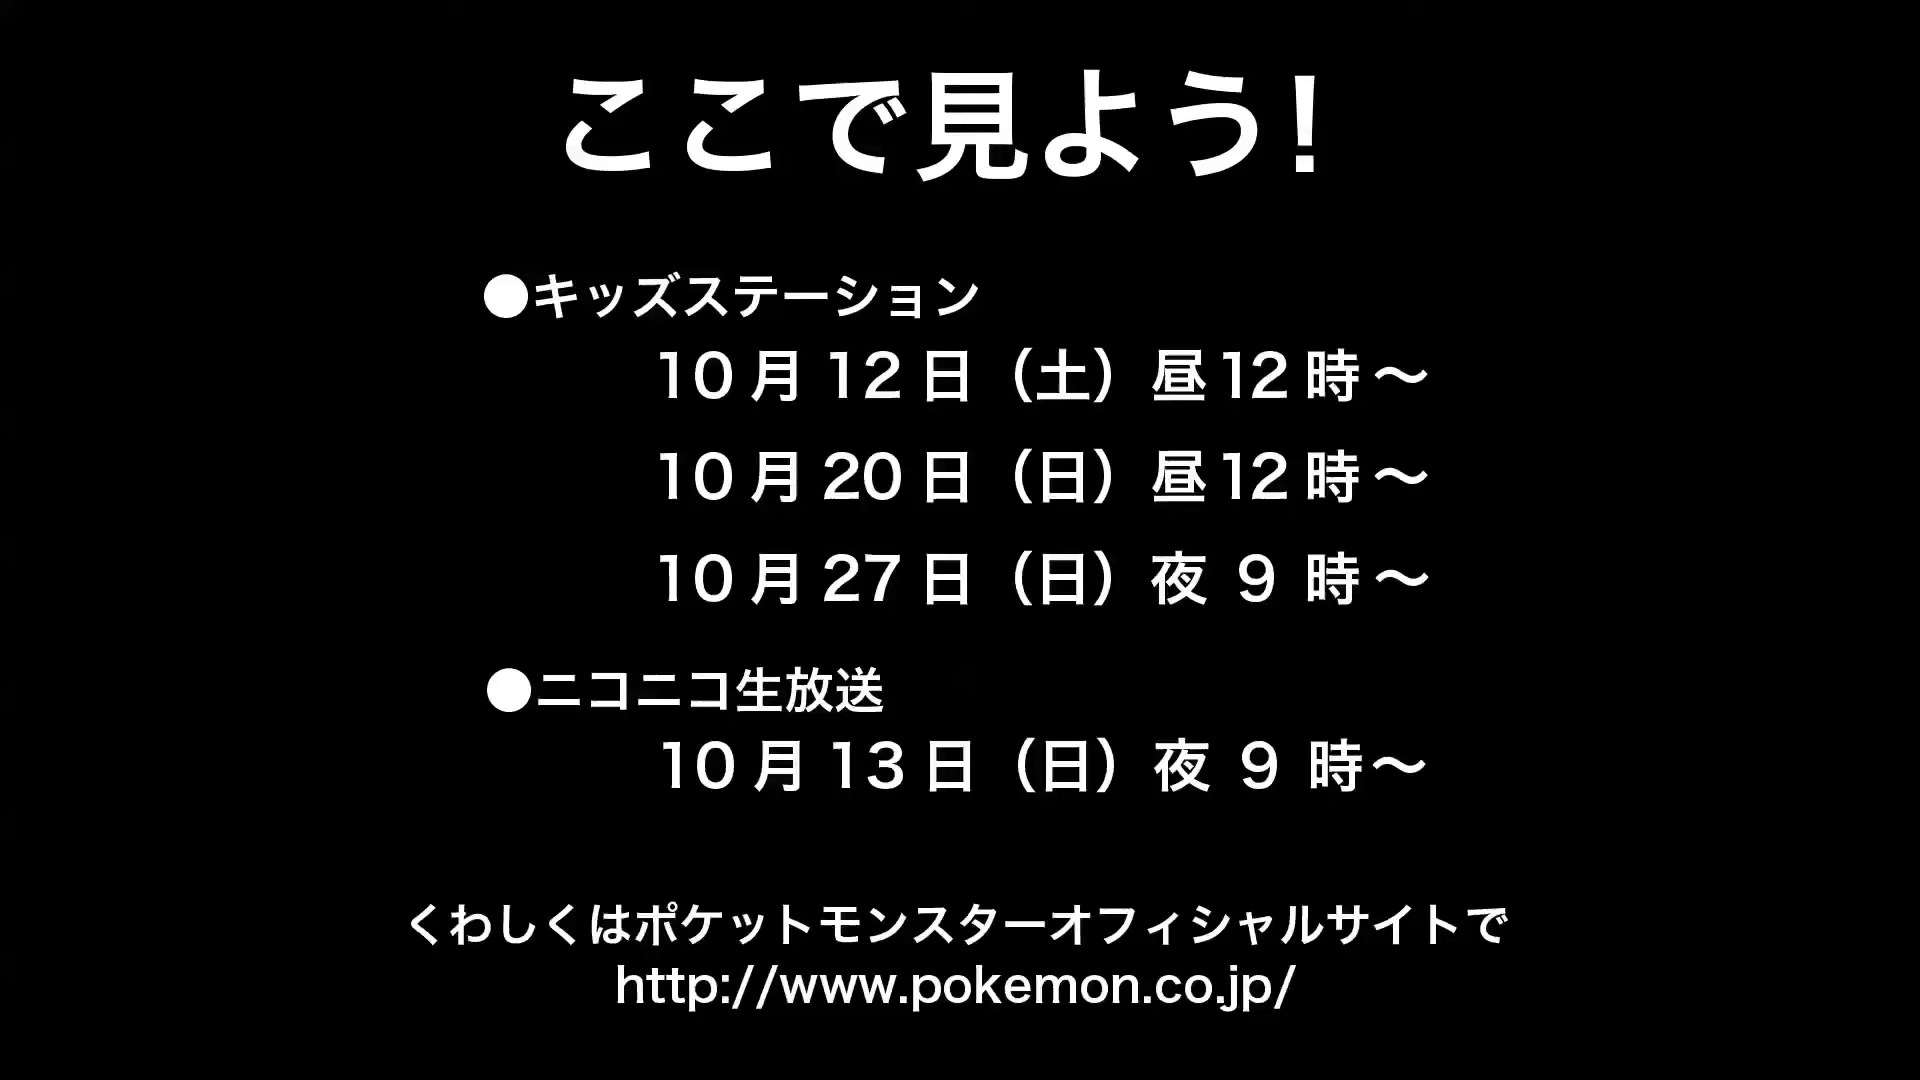 ここで見よう!
●キッズステーション
10月12日（土）昼12時〜
10月20日（日）昼12時〜
10月27日（日）夜 9 時〜
●ニコニコ生放送
10月13日（日）夜 9 時〜
くわしくはポケットモンスターオフィシャルサイトで
http://www.pokemon.co.jp/